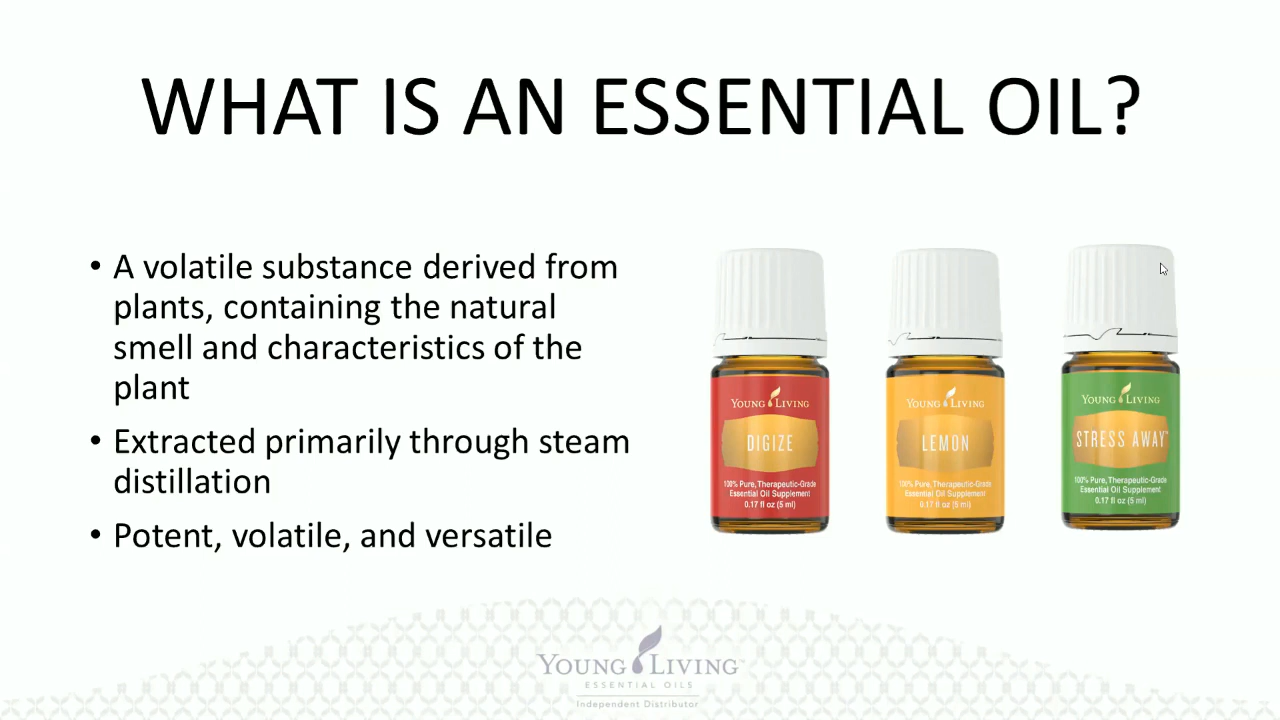 WHAT IS AN ESSENTIAL OIL?
• A volatile substance derived from
plants, containing the natural
smell and characteristics of the
plant
• Extracted primarily through steam
distillation
• Potent, volatile, and versatile
YOUNG LIVING
DIGIZE
100% Pure, Therapeutic-Grade
Essential Oil Supplement
0.17 fl oz (5 ml)
YOUNG LIVING
LEMON
100% Pure, Therapeutic-Grade
Essential Oil Supplement
0.17 fl oz (5 ml)
YOUNG LIVING
STRESS AWAY™
100% Pure, Therapeutic-Grade
Essential Oil Supplement
0.17 fl oz (5 ml)
YOUNG LIVING™
ESSENTIAL OILS
Independent Distributor